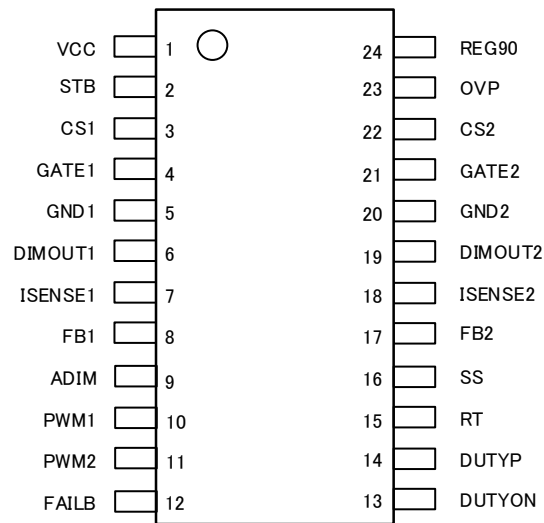 VCC 1 24 REG90
STB 2 23 OVP
CS1 3 22 CS2
GATE1 4 21 GATE2
GND1 5 20 GND2
DIMOUT1 6 19 DIMOUT2
ISENSE1 7 18 ISENSE2
FB1 8 17 FB2
ADIM 9 16 SS
PWM1 10 15 RT
PWM2 11 14 DUTYP
FAILB 12 13 DUTYON